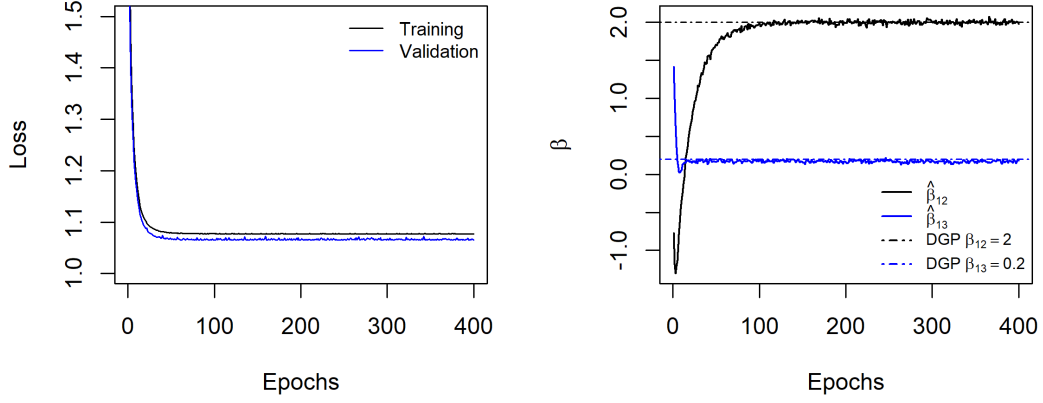 1.5
1.4
1.3
1.2
1.1
1.0
Loss
Training
Validation
0
100
200
300
400
Epochs
2.0
1.0
0.0
-1.0
β
β̂₁₂
β̂₁₃
DGP β₁₂ = 2
DGP β₁₃ = 0.2
0
100
200
300
400
Epochs